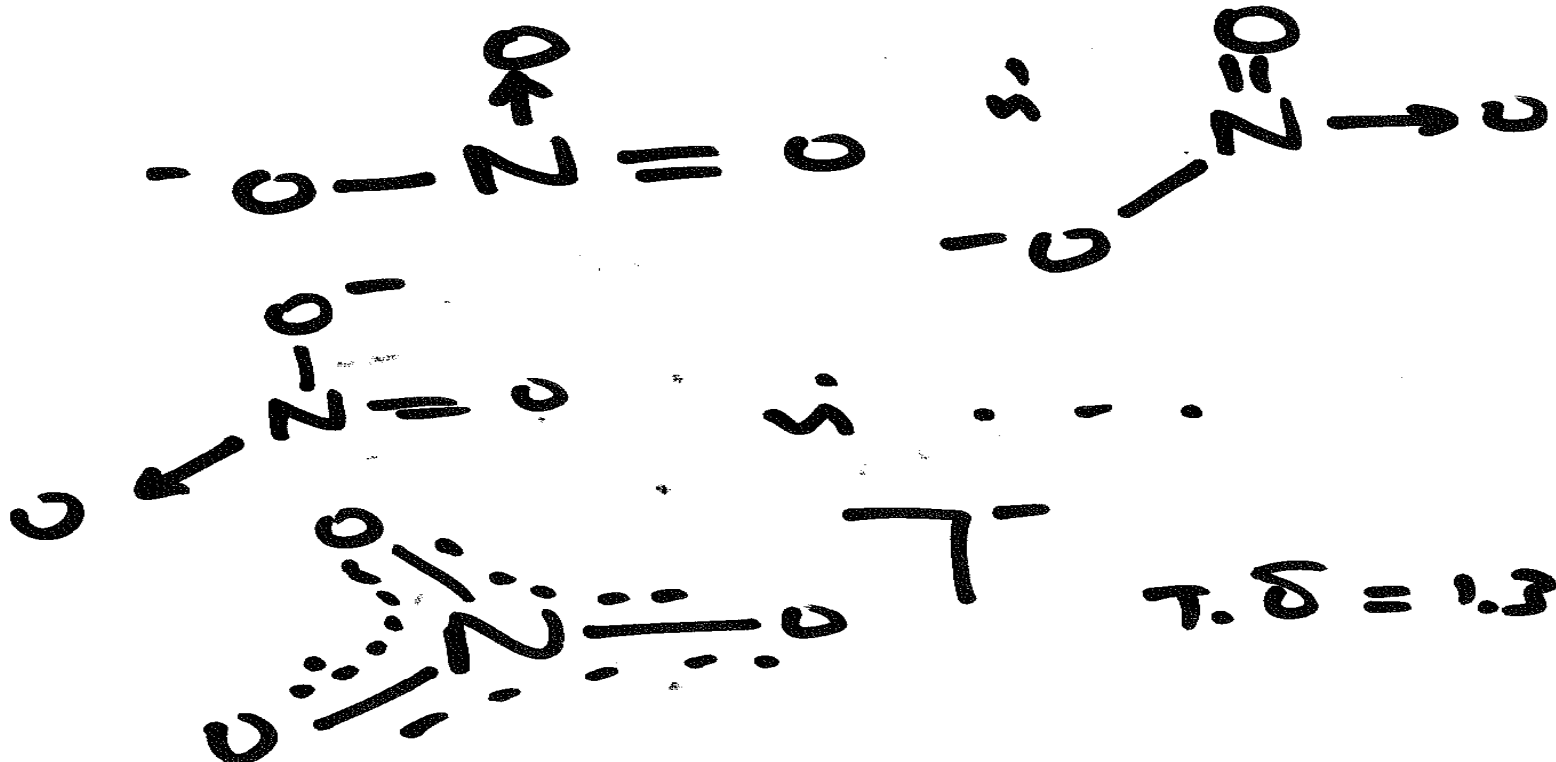 O O
⁻O — N = O ή N → O
⁻O
O⁻
N = O ή . . .
O
O ⁻
N — O Τ.δ = 1.3
O